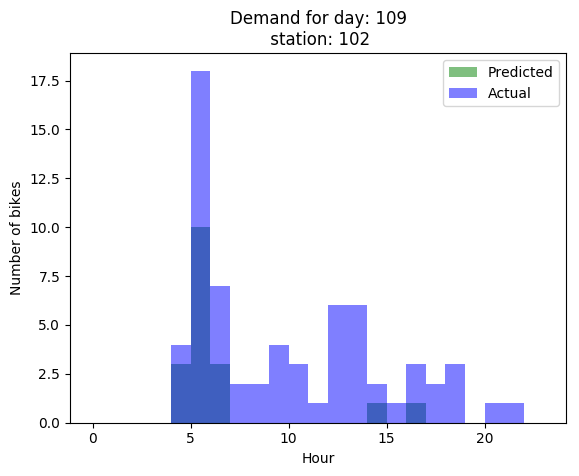 Demand for day: 109
station: 102
Predicted
Actual
Number of bikes
17.5
15.0
12.5
10.0
7.5
5.0
2.5
0.0
0 5 10 15 20
Hour